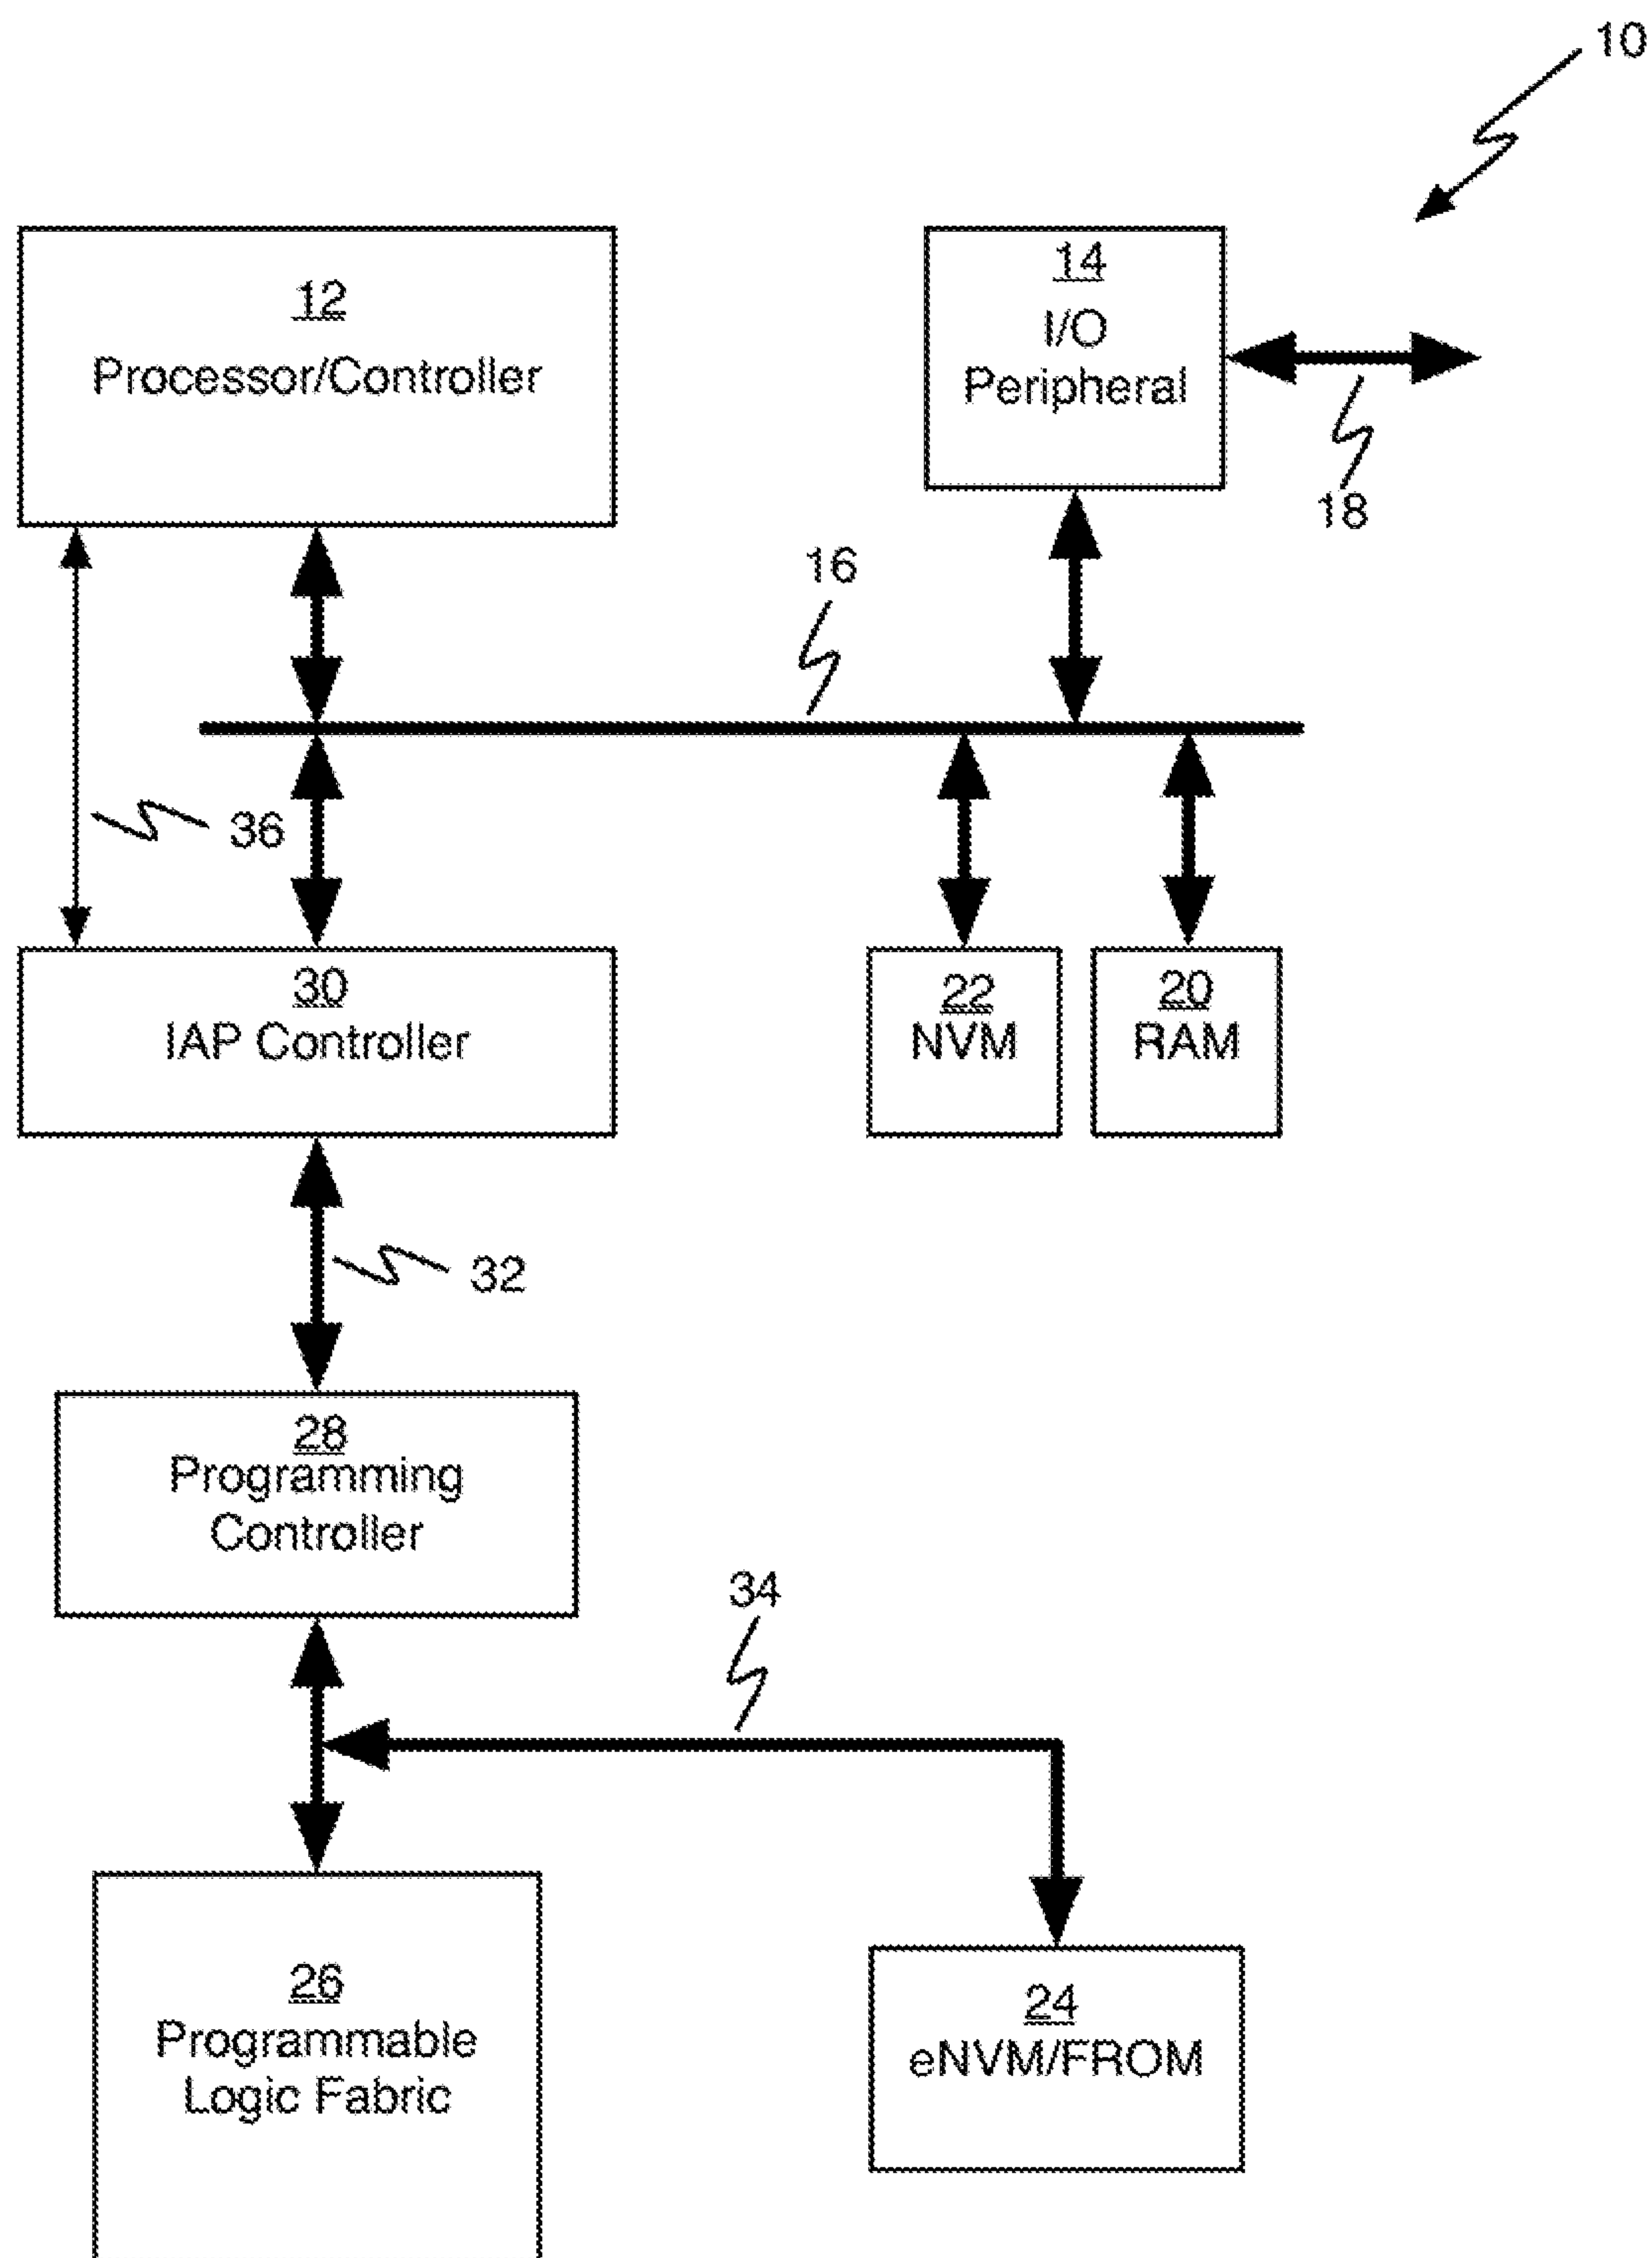 10
12
Processor/Controller
14
I/O
Peripheral
18
16
36
30
IAP Controller
22
NVM
20
RAM
32
28
Programming
Controller
34
26
Programmable
Logic Fabric
24
eNVM/FROM